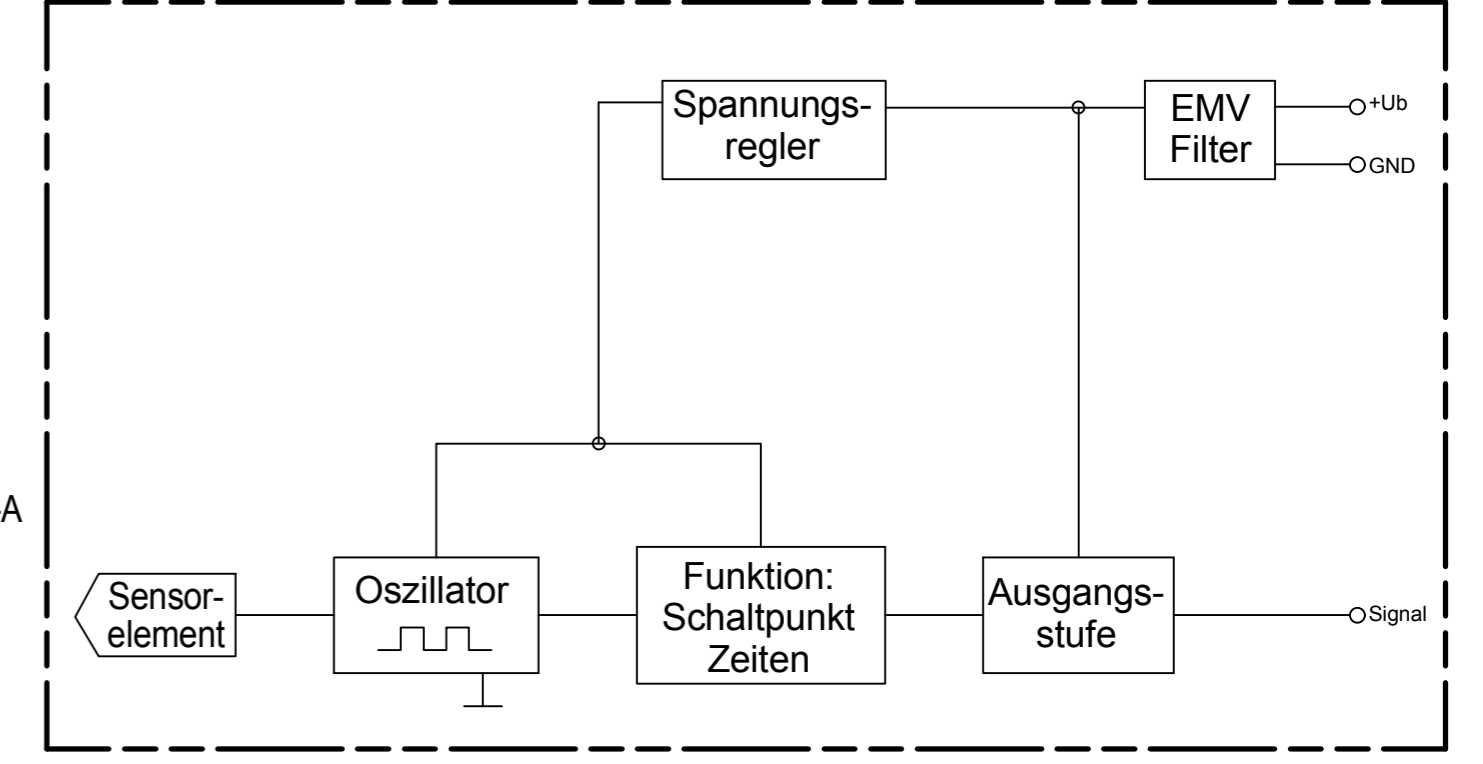 Spannungs-
regler
EMV
Filter
+Ub
GND
A
Sensor-
element
Oszillator
Funktion:
Schaltpunkt
Zeiten
Ausgangs-
stufe
Signal